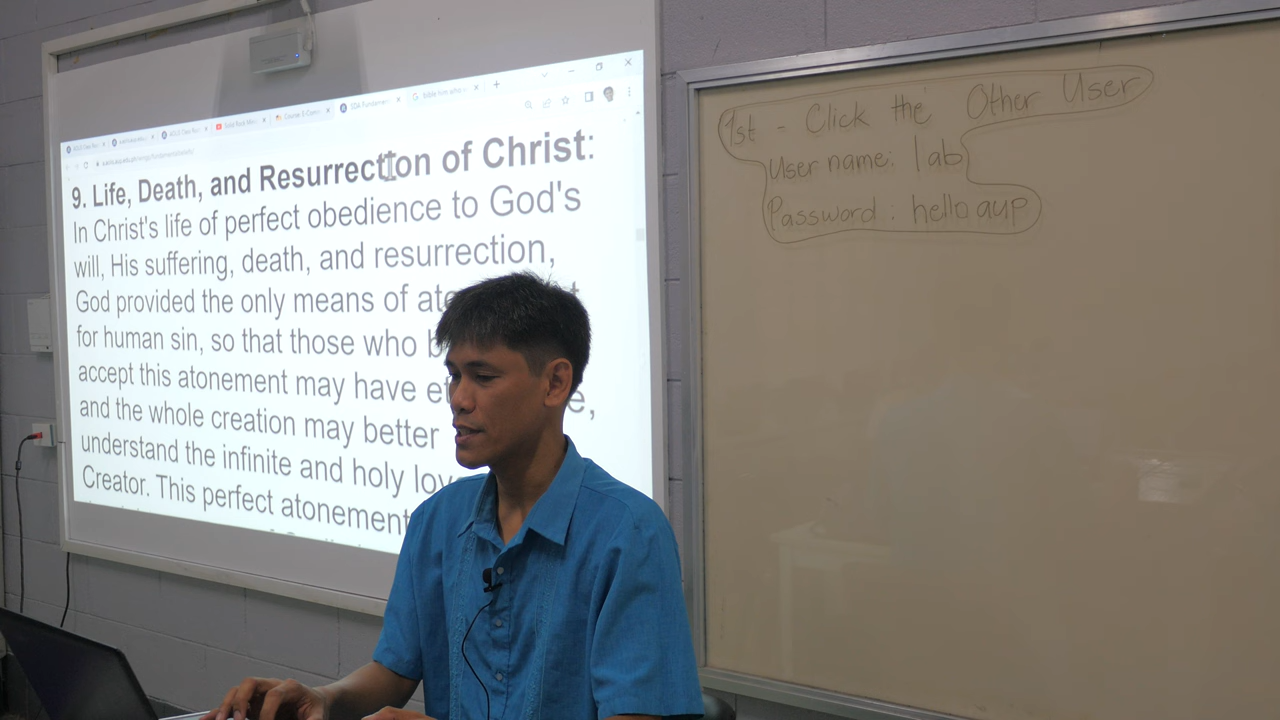 SDA Fundamen
9. Life, Death, and Resurrection of Christ:
In Christ's life of perfect obedience to God's
will, His suffering, death, and resurrection,
God provided the only means of
for human sin, so that those who
accept this atonement may have
and the whole creation may better
understand the infinite and holy
Creator. This perfect atonement
1st - Click the Other User
User name: lab
Password: helloaup